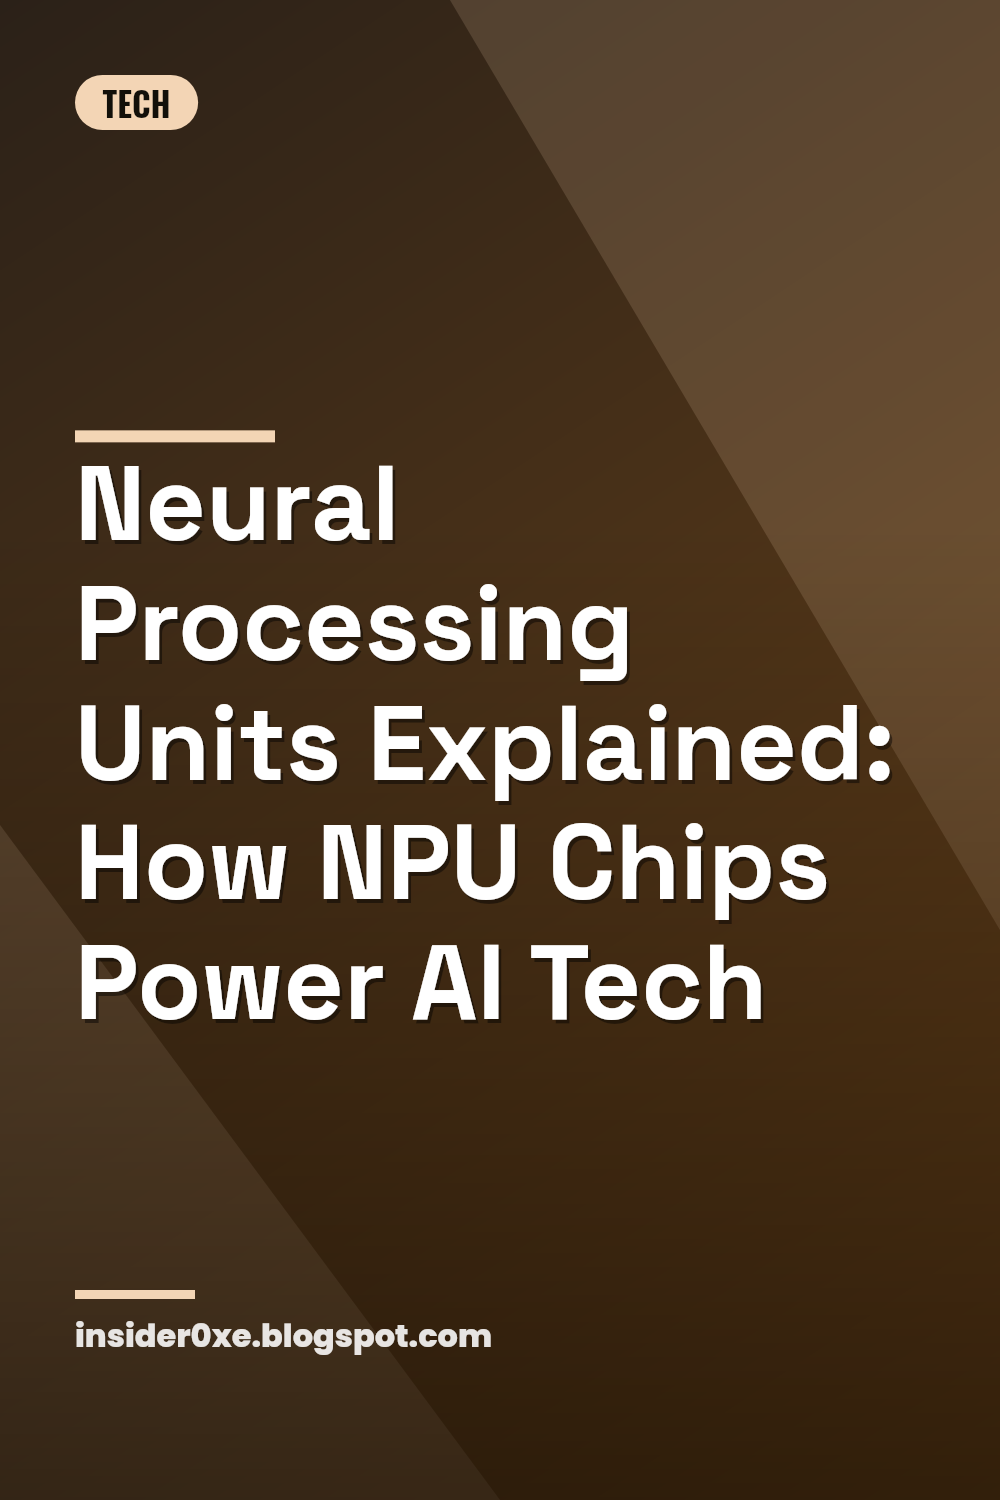 TECH
Neural
Processing
Units Explained:
How NPU Chips
Power AI Tech
insider0xe.blogspot.com